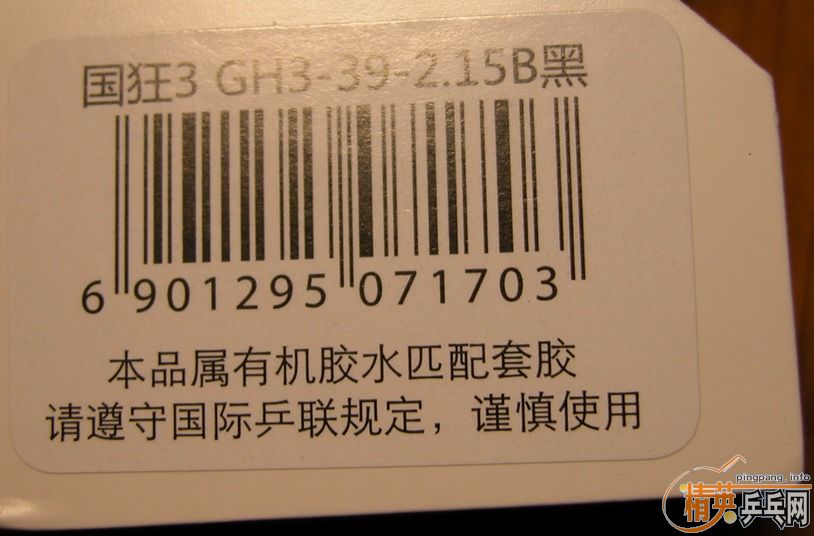 国狂3 GH3-39-2.15B黑
6 901295 071703
本品属有机胶水匹配套胶
请遵守国际乒联规定，谨慎使用
pingpang.info
精英乒乓网